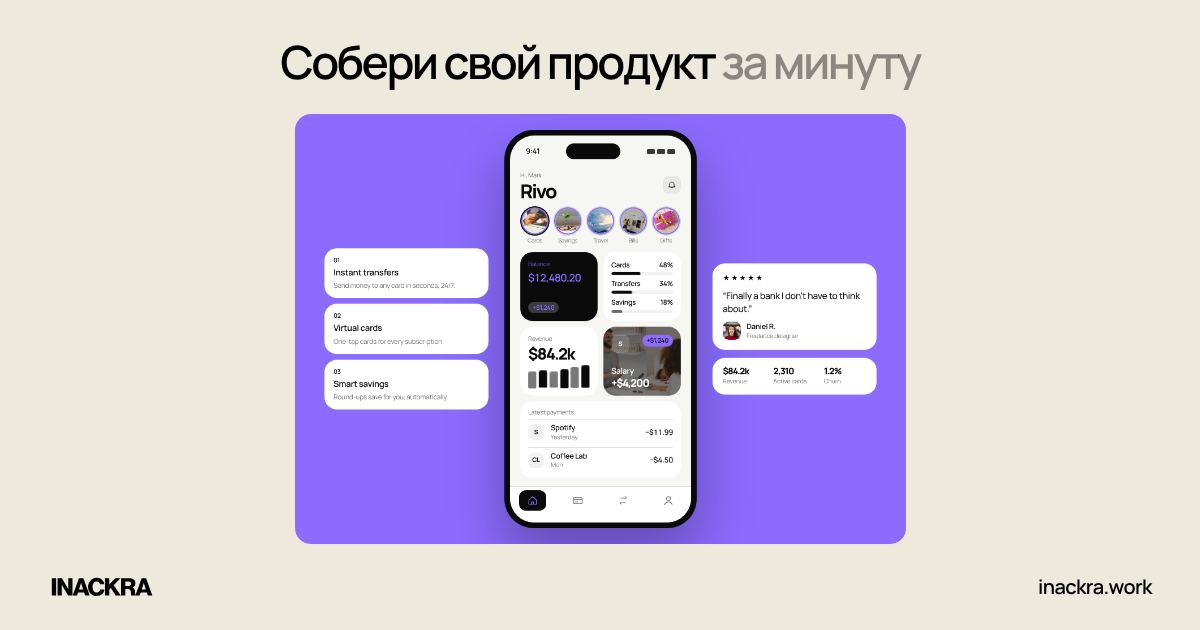 Собери свой продукт за минуту
01
Instant transfers
Send money to any card in seconds, 24/7.
02
Virtual cards
One-tap cards for every subscription.
03
Smart savings
Round-ups save for you, automatically
9:41
Hi, Mark
Rivo
Cards Savings Travel Bills Gifts
Balance
$12,480.20
+$1,240
Cards 48%
Transfers 34%
Savings 18%
Revenue
$84.2k
S
+$1,240
Salary
+$4,200
Latest payments
S
Spotify
Yesterday
−$11.99
CL
Coffee Lab
Mon
−$4.50
★★★★★
“Finally a bank I don’t have to think
about.”
Daniel R.
Freelance designer
$84.2k 2,310 1.2%
Revenue Active cards Churn
INACKRA
inackra.work